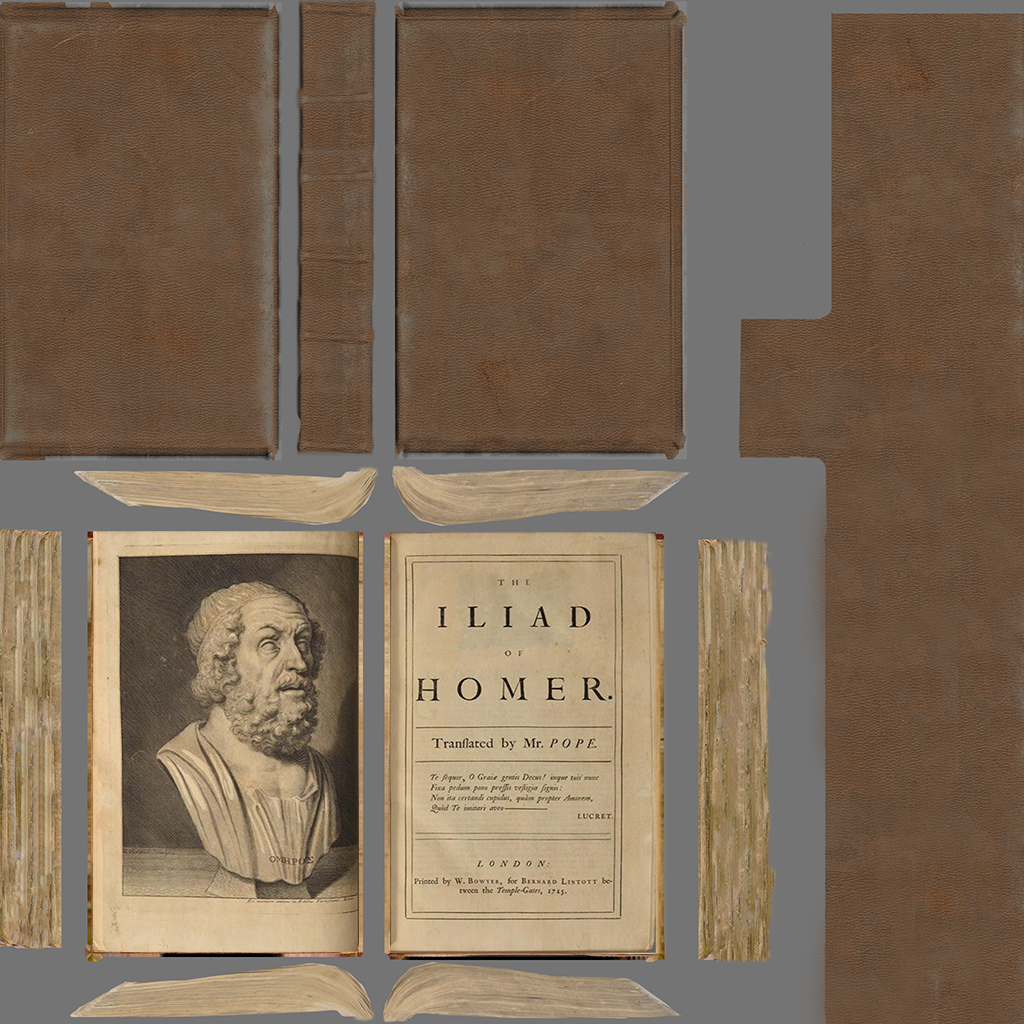 ΟΜΗΡΟΣ
THE
ILIAD
OF
HOMER.
Tranſlated by Mr. POPE.
Te ſequor, O Graiæ gentis Decus! inque tuis nunc
Fixa pedum pono preſſis veſtigia ſignis:
Non ita certandi cupidus, quàm propter Amorem,
Quòd Te imitari aveo
LUCRET.
LONDON:
Printed by W. BOWYER, for BERNARD LINTOTT be-
tween the Temple-Gates, 1715.